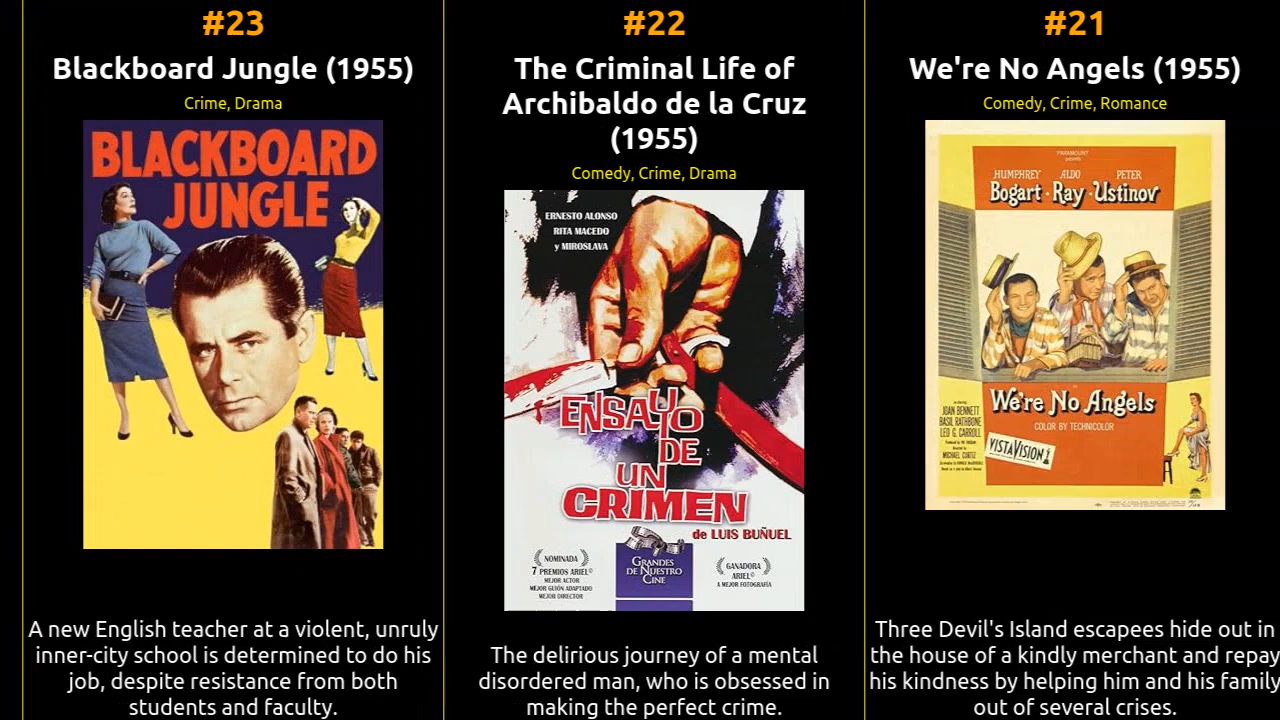 #23
Blackboard Jungle (1955)
Crime, Drama
BLACKBOARD
JUNGLE
A new English teacher at a violent, unruly
inner-city school is determined to do his
job, despite resistance from both
students and faculty.
#22
The Criminal Life of
Archibaldo de la Cruz
(1955)
Comedy, Crime, Drama
ERNESTO ALONSO
RITA MACEDO
y MIROSLAVA
ENSAYO
DE
UN
CRIMEN
de LUIS BUÑUEL
NOMINADA
7 PREMIOS ARIEL©
MEJOR ACTOR
MEJOR GUIÓN ADAPTADO
MEJOR DIRECTOR
GRANDES
DE NUESTRO
CINE
GANADORA
ARIEL©
A MEJOR FOTOGRAFÍA
The delirious journey of a mental
disordered man, who is obsessed in
making the perfect crime.
#21
We're No Angels (1955)
Comedy, Crime, Romance
PARAMOUNT
presents
HUMPHREY ALDO PETER
Bogart · Ray · Ustinov
We're No Angels
COLOR BY TECHNICOLOR
JOAN BENNETT
BASIL RATHBONE
LEO G. CARROLL
MICHAEL CURTIZ
VISTAVISION
Three Devil's Island escapees hide out in
the house of a kindly merchant and repay
his kindness by helping him and his family
out of several crises.